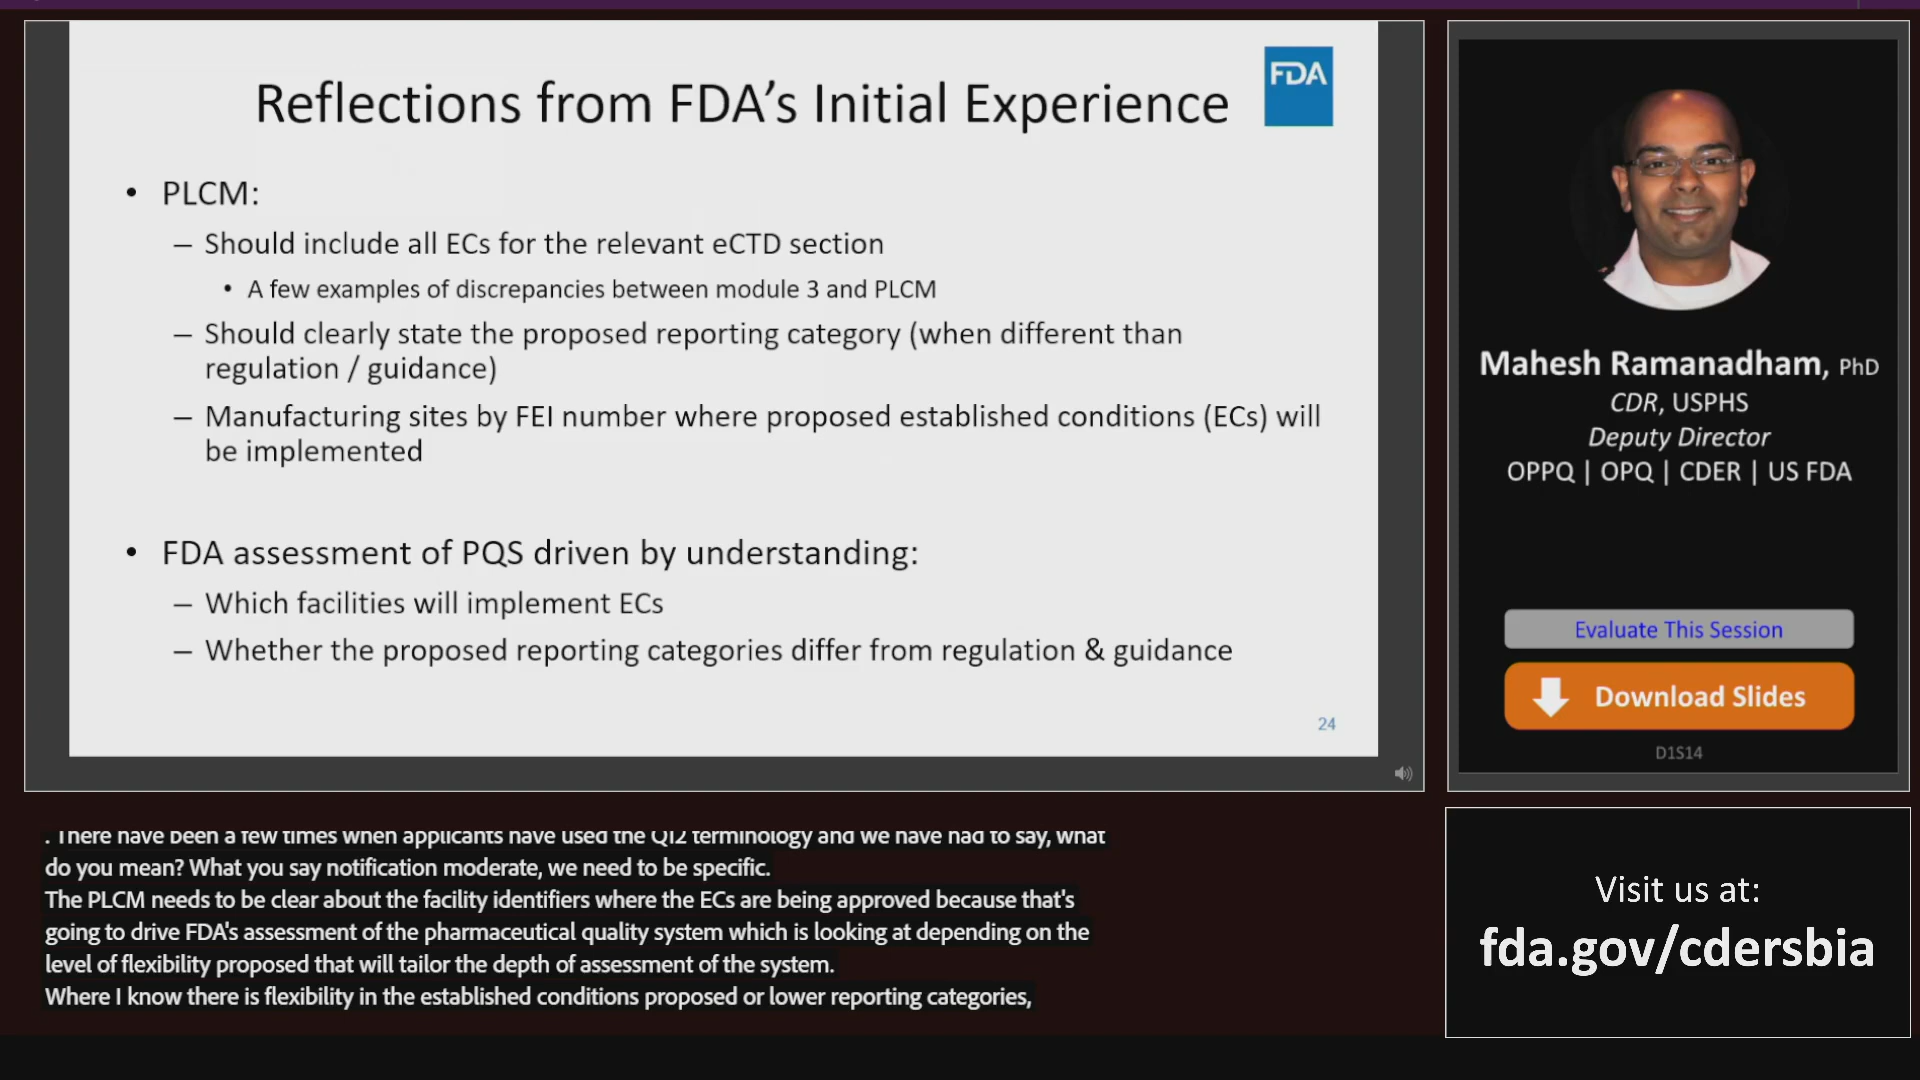 FDA
Reflections from FDA's Initial Experience
• PLCM:
– Should include all ECs for the relevant eCTD section
• A few examples of discrepancies between module 3 and PLCM
– Should clearly state the proposed reporting category (when different than
regulation / guidance)
– Manufacturing sites by FEI number where proposed established conditions (ECs) will
be implemented
• FDA assessment of PQS driven by understanding:
– Which facilities will implement ECs
– Whether the proposed reporting categories differ from regulation & guidance
24
Mahesh Ramanadham, PhD
CDR, USPHS
Deputy Director
OPPQ | OPQ | CDER | US FDA
Evaluate This Session
Download Slides
D1S14
. There have been a few times when applicants have used the Q12 terminology and we have had to say, what
do you mean? What you say notification moderate, we need to be specific.
The PLCM needs to be clear about the facility identifiers where the ECs are being approved because that's
going to drive FDA's assessment of the pharmaceutical quality system which is looking at depending on the
level of flexibility proposed that will tailor the depth of assessment of the system.
Where I know there is flexibility in the established conditions proposed or lower reporting categories,
Visit us at:
fda.gov/cdersbia